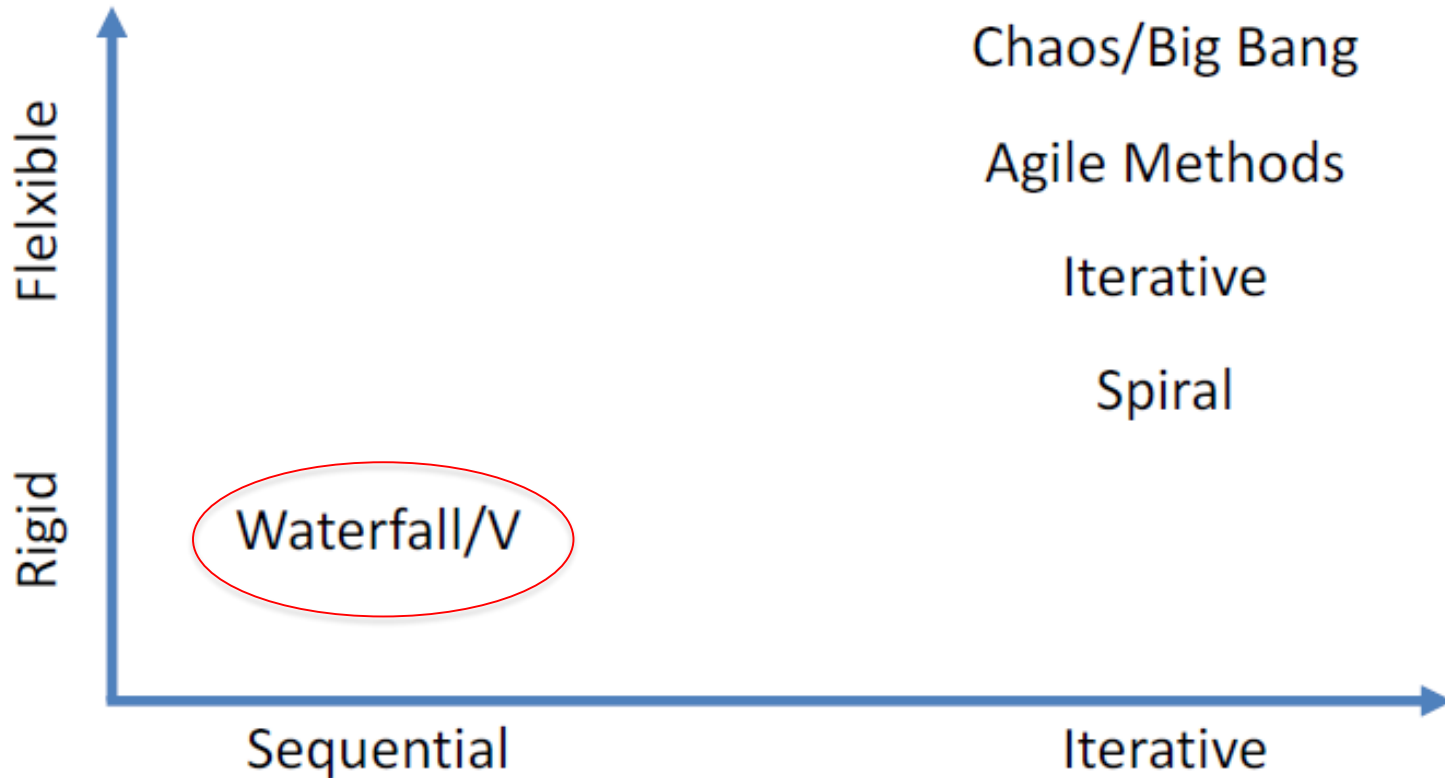 Chaos/Big Bang
Agile Methods
Flelxible
Iterative
Spiral
Rigid
Waterfall/V
Sequential
Iterative